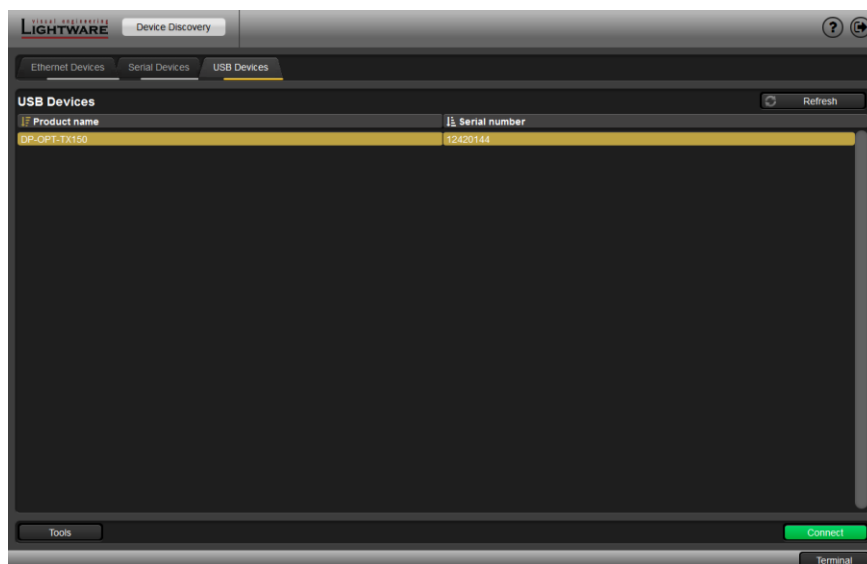 visual engineering
LIGHTWARE
Device Discovery
?
Ethernet Devices Serial Devices USB Devices
USB Devices
Refresh
Product name Serial number
DP-OPT-TX150 12420144
Tools
Connect
Terminal